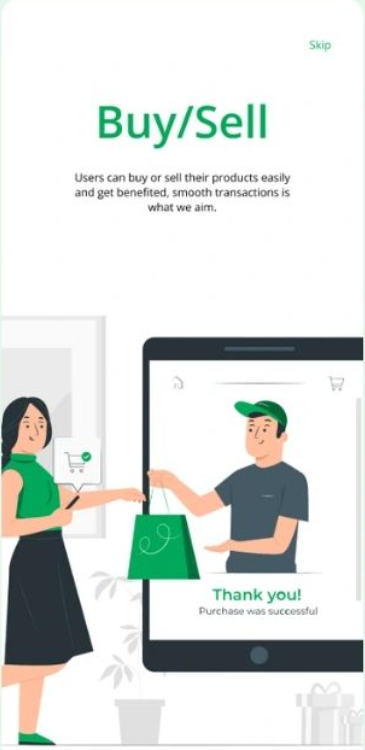 Skip
Buy/Sell
Users can buy or sell their products easily
and get benefited, smooth transactions is
what we aim.
Thank you!
Purchase was successful